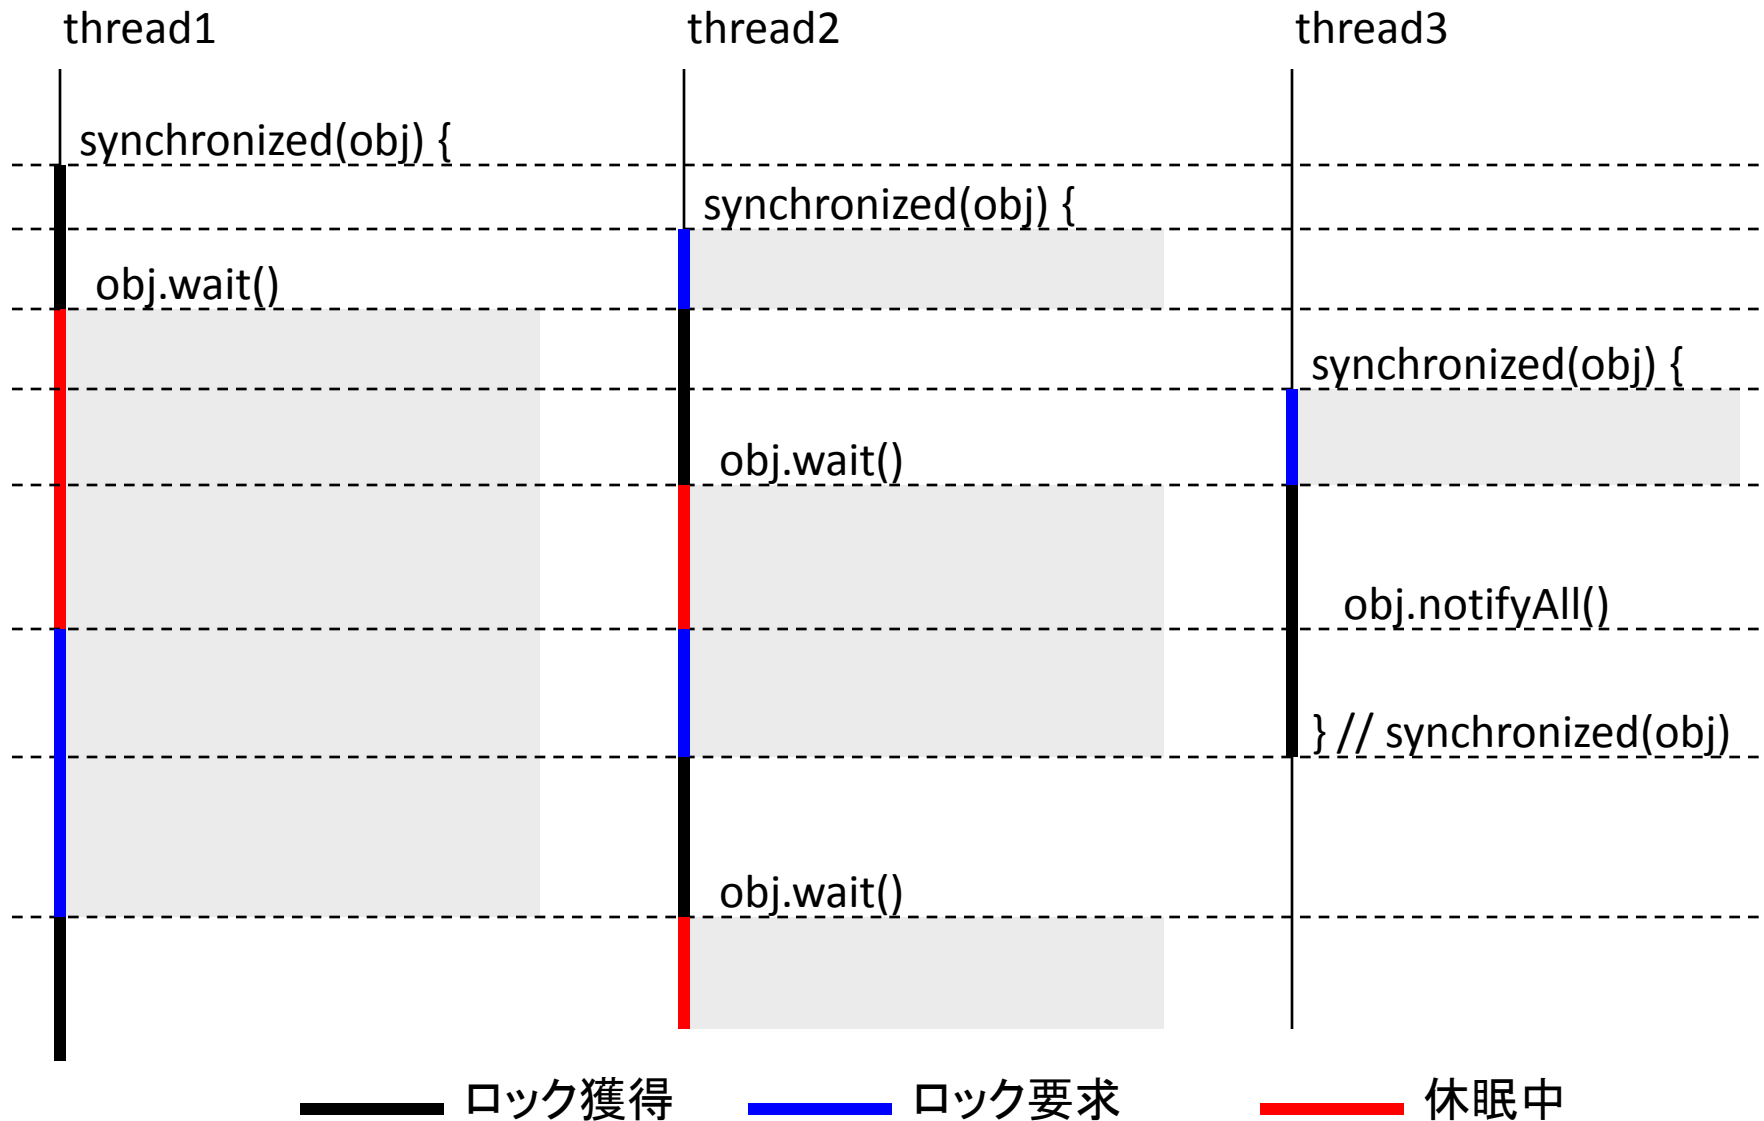 thread1
thread2
thread3
synchronized(obj) {
synchronized(obj) {
obj.wait()
synchronized(obj) {
obj.wait()
obj.notifyAll()
} // synchronized(obj)
obj.wait()
ロック獲得
ロック要求
休眠中